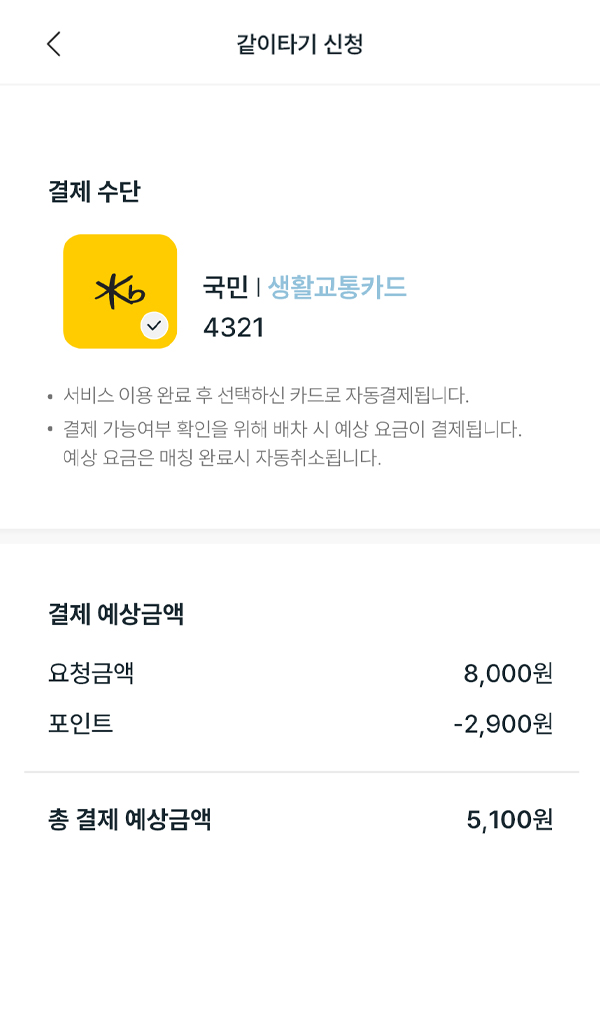 같이타기 신청
결제 수단
국민 | 생활교통카드
4321
• 서비스 이용 완료 후 선택하신 카드로 자동결제됩니다.
• 결제 가능여부 확인을 위해 배차 시 예상 요금이 결제됩니다.
예상 요금은 매칭 완료시 자동취소됩니다.
결제 예상금액
요청금액 8,000원
포인트 -2,900원
총 결제 예상금액 5,100원